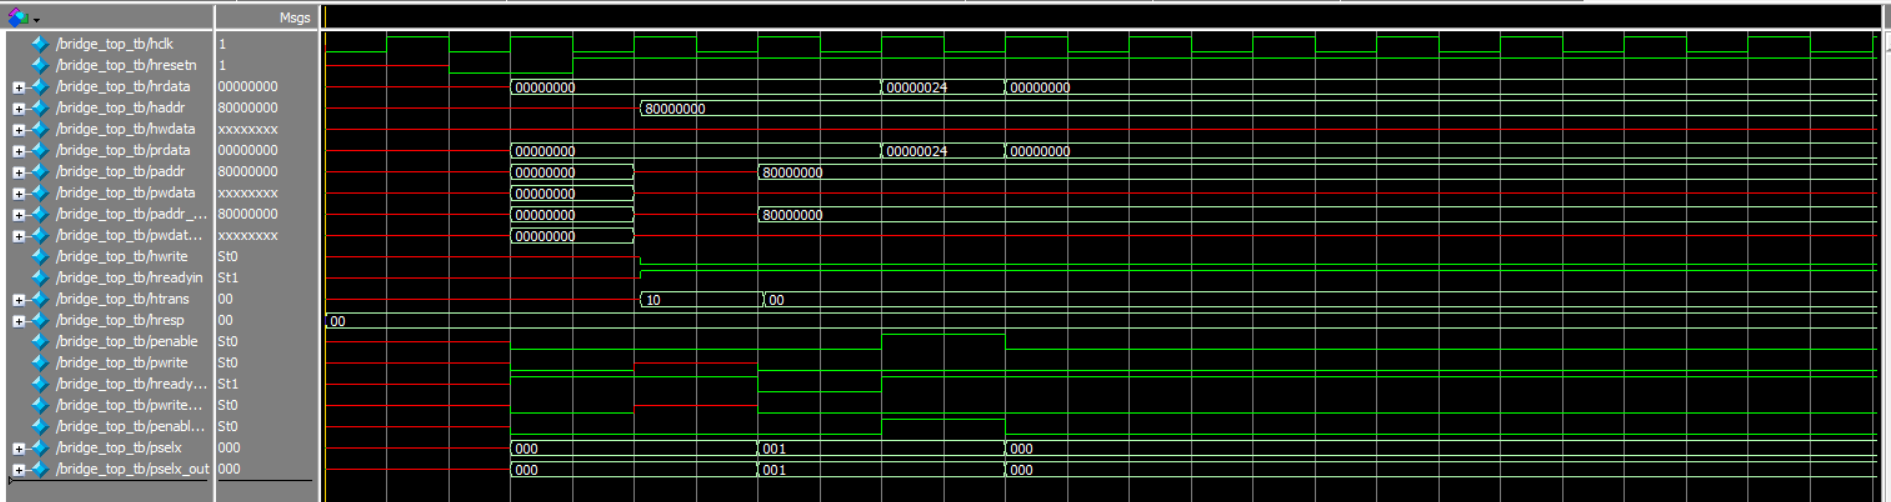 Msgs
/bridge_top_tb/hclk 1
/bridge_top_tb/hresetn 1
/bridge_top_tb/hrdata 00000000 00000000 00000024 00000000
/bridge_top_tb/haddr 80000000 80000000
/bridge_top_tb/hwdata xxxxxxxx
/bridge_top_tb/prdata 00000000 00000000 00000024 00000000
/bridge_top_tb/paddr 80000000 00000000 80000000
/bridge_top_tb/pwdata xxxxxxxx 00000000
/bridge_top_tb/paddr_... 80000000 00000000 80000000
/bridge_top_tb/pwdat... xxxxxxxx 00000000
/bridge_top_tb/hwrite St0
/bridge_top_tb/hreadyin St1
/bridge_top_tb/htrans 00 10 00
/bridge_top_tb/hresp 00 00
/bridge_top_tb/penable St0
/bridge_top_tb/pwrite St0
/bridge_top_tb/hready... St1
/bridge_top_tb/pwrite... St0
/bridge_top_tb/penabl... St0
/bridge_top_tb/pselx 000 000 001 000
/bridge_top_tb/pselx_out 000 000 001 000